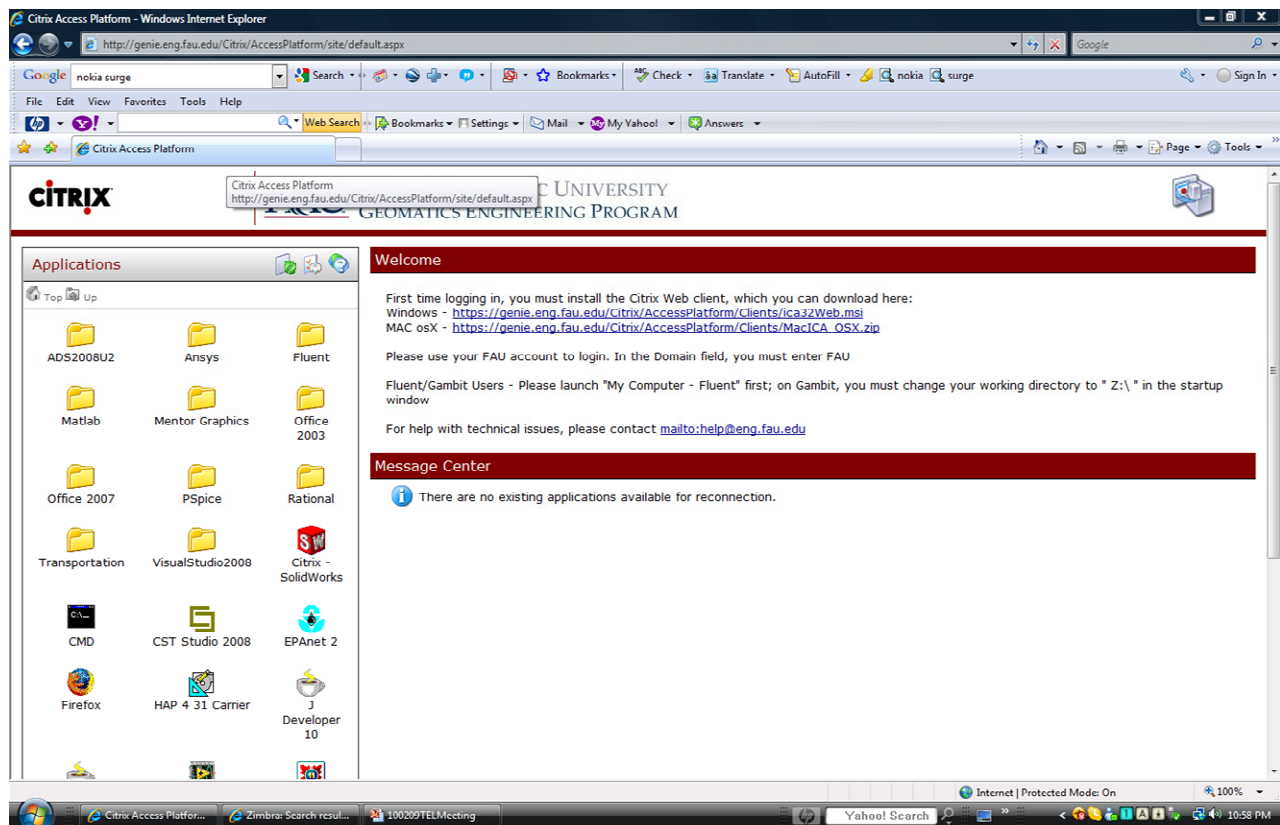 Citrix Access Platform - Windows Internet Explorer
http://genie.eng.fau.edu/Citrix/AccessPlatform/site/default.aspx
Google
Google nokia surge Search Bookmarks ABC Check Translate AutoFill nokia surge Sign In
File Edit View Favorites Tools Help
hp Y! Web Search Bookmarks Settings Mail My My Yahoo! Answers
Citrix Access Platform
Page Tools
CITRIX
Citrix Access Platform
http://genie.eng.fau.edu/Citrix/AccessPlatform/site/default.aspx
C UNIVERSITY
GEOMATICS ENGINEERING PROGRAM
Applications
Top Up
ADS2008U2 Ansys Fluent
Matlab Mentor Graphics Office
2003
Office 2007 PSpice Rational
Transportation VisualStudio2008 SW Citrix -
SolidWorks
C:\_
CMD CST Studio 2008 EPAnet 2
Firefox HAP 4 31 Carrier J
Developer
10
Welcome
First time logging in, you must install the Citrix Web client, which you can download here:
Windows - https://genie.eng.fau.edu/Citrix/AccessPlatform/Clients/ica32Web.msi
MAC osX - https://genie.eng.fau.edu/Citrix/AccessPlatform/Clients/MacICA_OSX.zip
Please use your FAU account to login. In the Domain field, you must enter FAU
Fluent/Gambit Users - Please launch "My Computer - Fluent" first; on Gambit, you must change your working directory to " Z:\ " in the startup
window
For help with technical issues, please contact mailto:help@eng.fau.edu
Message Center
There are no existing applications available for reconnection.
Internet | Protected Mode: On 100%
Citrix Access Platfor... Zimbra: Search resul... 100209TELMeeting hp Yahoo! Search 10:58 PM